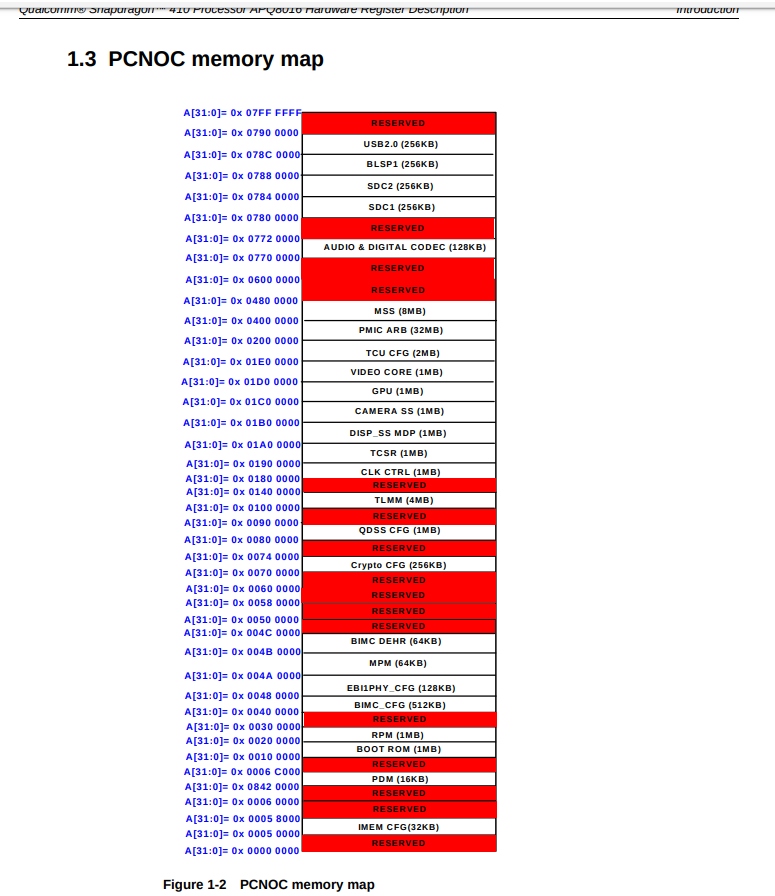 Qualcomm® Snapdragon™ 410 Processor APQ8016 Hardware Register Description Introduction
1.3 PCNOC memory map
A[31:0]= 0x 07FF FFFF
RESERVED
A[31:0]= 0x 0790 0000
USB2.0 (256KB)
A[31:0]= 0x 078C 0000
BLSP1 (256KB)
A[31:0]= 0x 0788 0000
SDC2 (256KB)
A[31:0]= 0x 0784 0000
SDC1 (256KB)
A[31:0]= 0x 0780 0000
RESERVED
A[31:0]= 0x 0772 0000
AUDIO & DIGITAL CODEC (128KB)
A[31:0]= 0x 0770 0000
RESERVED
A[31:0]= 0x 0600 0000
RESERVED
A[31:0]= 0x 0480 0000
MSS (8MB)
A[31:0]= 0x 0400 0000
PMIC ARB (32MB)
A[31:0]= 0x 0200 0000
TCU CFG (2MB)
A[31:0]= 0x 01E0 0000
VIDEO CORE (1MB)
A[31:0]= 0x 01D0 0000
GPU (1MB)
A[31:0]= 0x 01C0 0000
CAMERA SS (1MB)
A[31:0]= 0x 01B0 0000
DISP_SS MDP (1MB)
A[31:0]= 0x 01A0 0000
TCSR (1MB)
A[31:0]= 0x 0190 0000
CLK CTRL (1MB)
A[31:0]= 0x 0180 0000
RESERVED
A[31:0]= 0x 0140 0000
TLMM (4MB)
A[31:0]= 0x 0100 0000
RESERVED
A[31:0]= 0x 0090 0000
QDSS CFG (1MB)
A[31:0]= 0x 0080 0000
RESERVED
A[31:0]= 0x 0074 0000
Crypto CFG (256KB)
A[31:0]= 0x 0070 0000
RESERVED
A[31:0]= 0x 0060 0000
RESERVED
A[31:0]= 0x 0058 0000
RESERVED
A[31:0]= 0x 0050 0000
RESERVED
A[31:0]= 0x 004C 0000
BIMC DEHR (64KB)
A[31:0]= 0x 004B 0000
MPM (64KB)
A[31:0]= 0x 004A 0000
EBI1PHY_CFG (128KB)
A[31:0]= 0x 0048 0000
BIMC_CFG (512KB)
A[31:0]= 0x 0040 0000
RESERVED
A[31:0]= 0x 0030 0000
RPM (1MB)
A[31:0]= 0x 0020 0000
BOOT ROM (1MB)
A[31:0]= 0x 0010 0000
RESERVED
A[31:0]= 0x 0006 C000
PDM (16KB)
A[31:0]= 0x 0842 0000
RESERVED
A[31:0]= 0x 0006 0000
RESERVED
A[31:0]= 0x 0005 8000
IMEM CFG(32KB)
A[31:0]= 0x 0005 0000
RESERVED
A[31:0]= 0x 0000 0000
Figure 1-2 PCNOC memory map